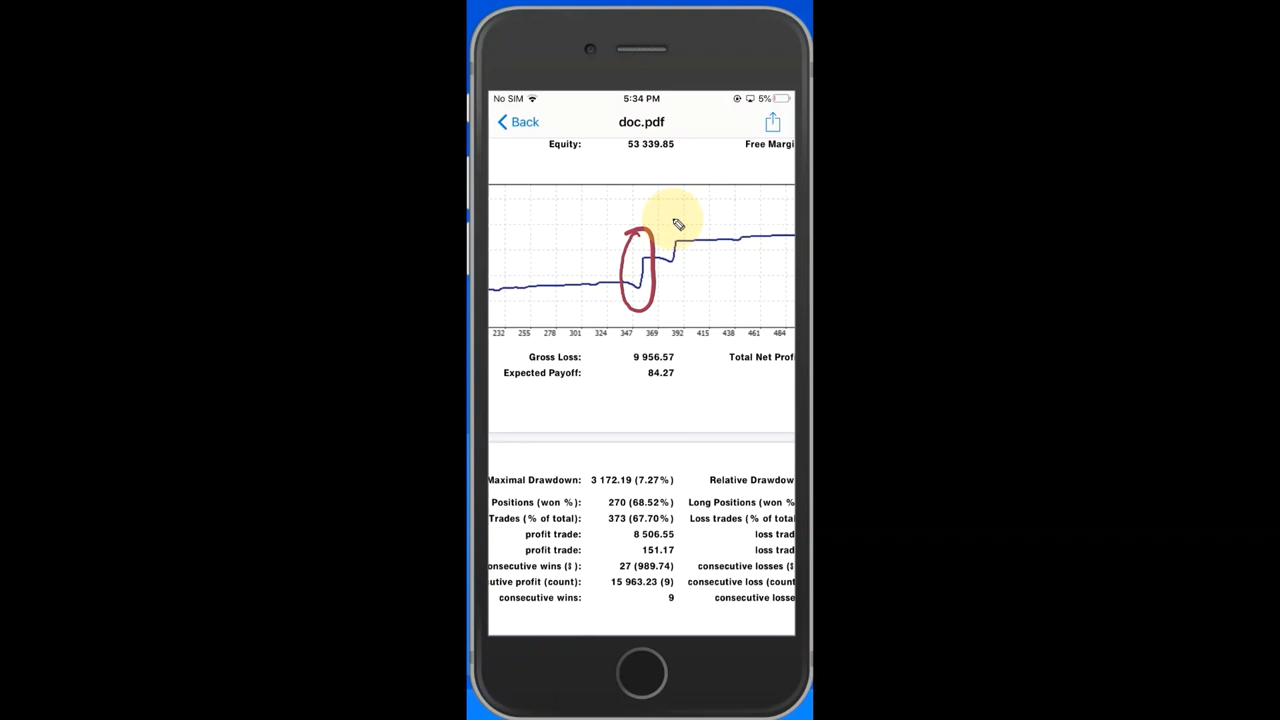 No SIM 5:34 PM 5%
Back doc.pdf
Equity: 53 339.85 Free Margi
232 255 278 301 324 347 369 392 415 438 461 484
Gross Loss: 9 956.57 Total Net Prof
Expected Payoff: 84.27
Maximal Drawdown: 3 172.19 (7.27%) Relative Drawdow
Positions (won %): 270 (68.52%) Long Positions (won %
Trades (% of total): 373 (67.70%) Loss trades (% of total
profit trade: 8 506.55 loss trad
profit trade: 151.17 loss trad
onsecutive wins ($): 27 (989.74) consecutive losses ($
utive profit (count): 15 963.23 (9) consecutive loss (count
consecutive wins: 9 consecutive losse